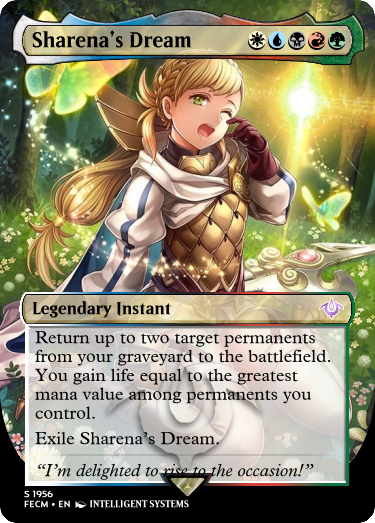 Sharena's Dream
Legendary Instant
Return up to two target permanents
from your graveyard to the battlefield.
You gain life equal to the greatest
mana value among permanents you
control.
Exile Sharena's Dream.
“I'm delighted to rise to the occasion!”
S 1956
FECM • EN INTELLIGENT SYSTEMS